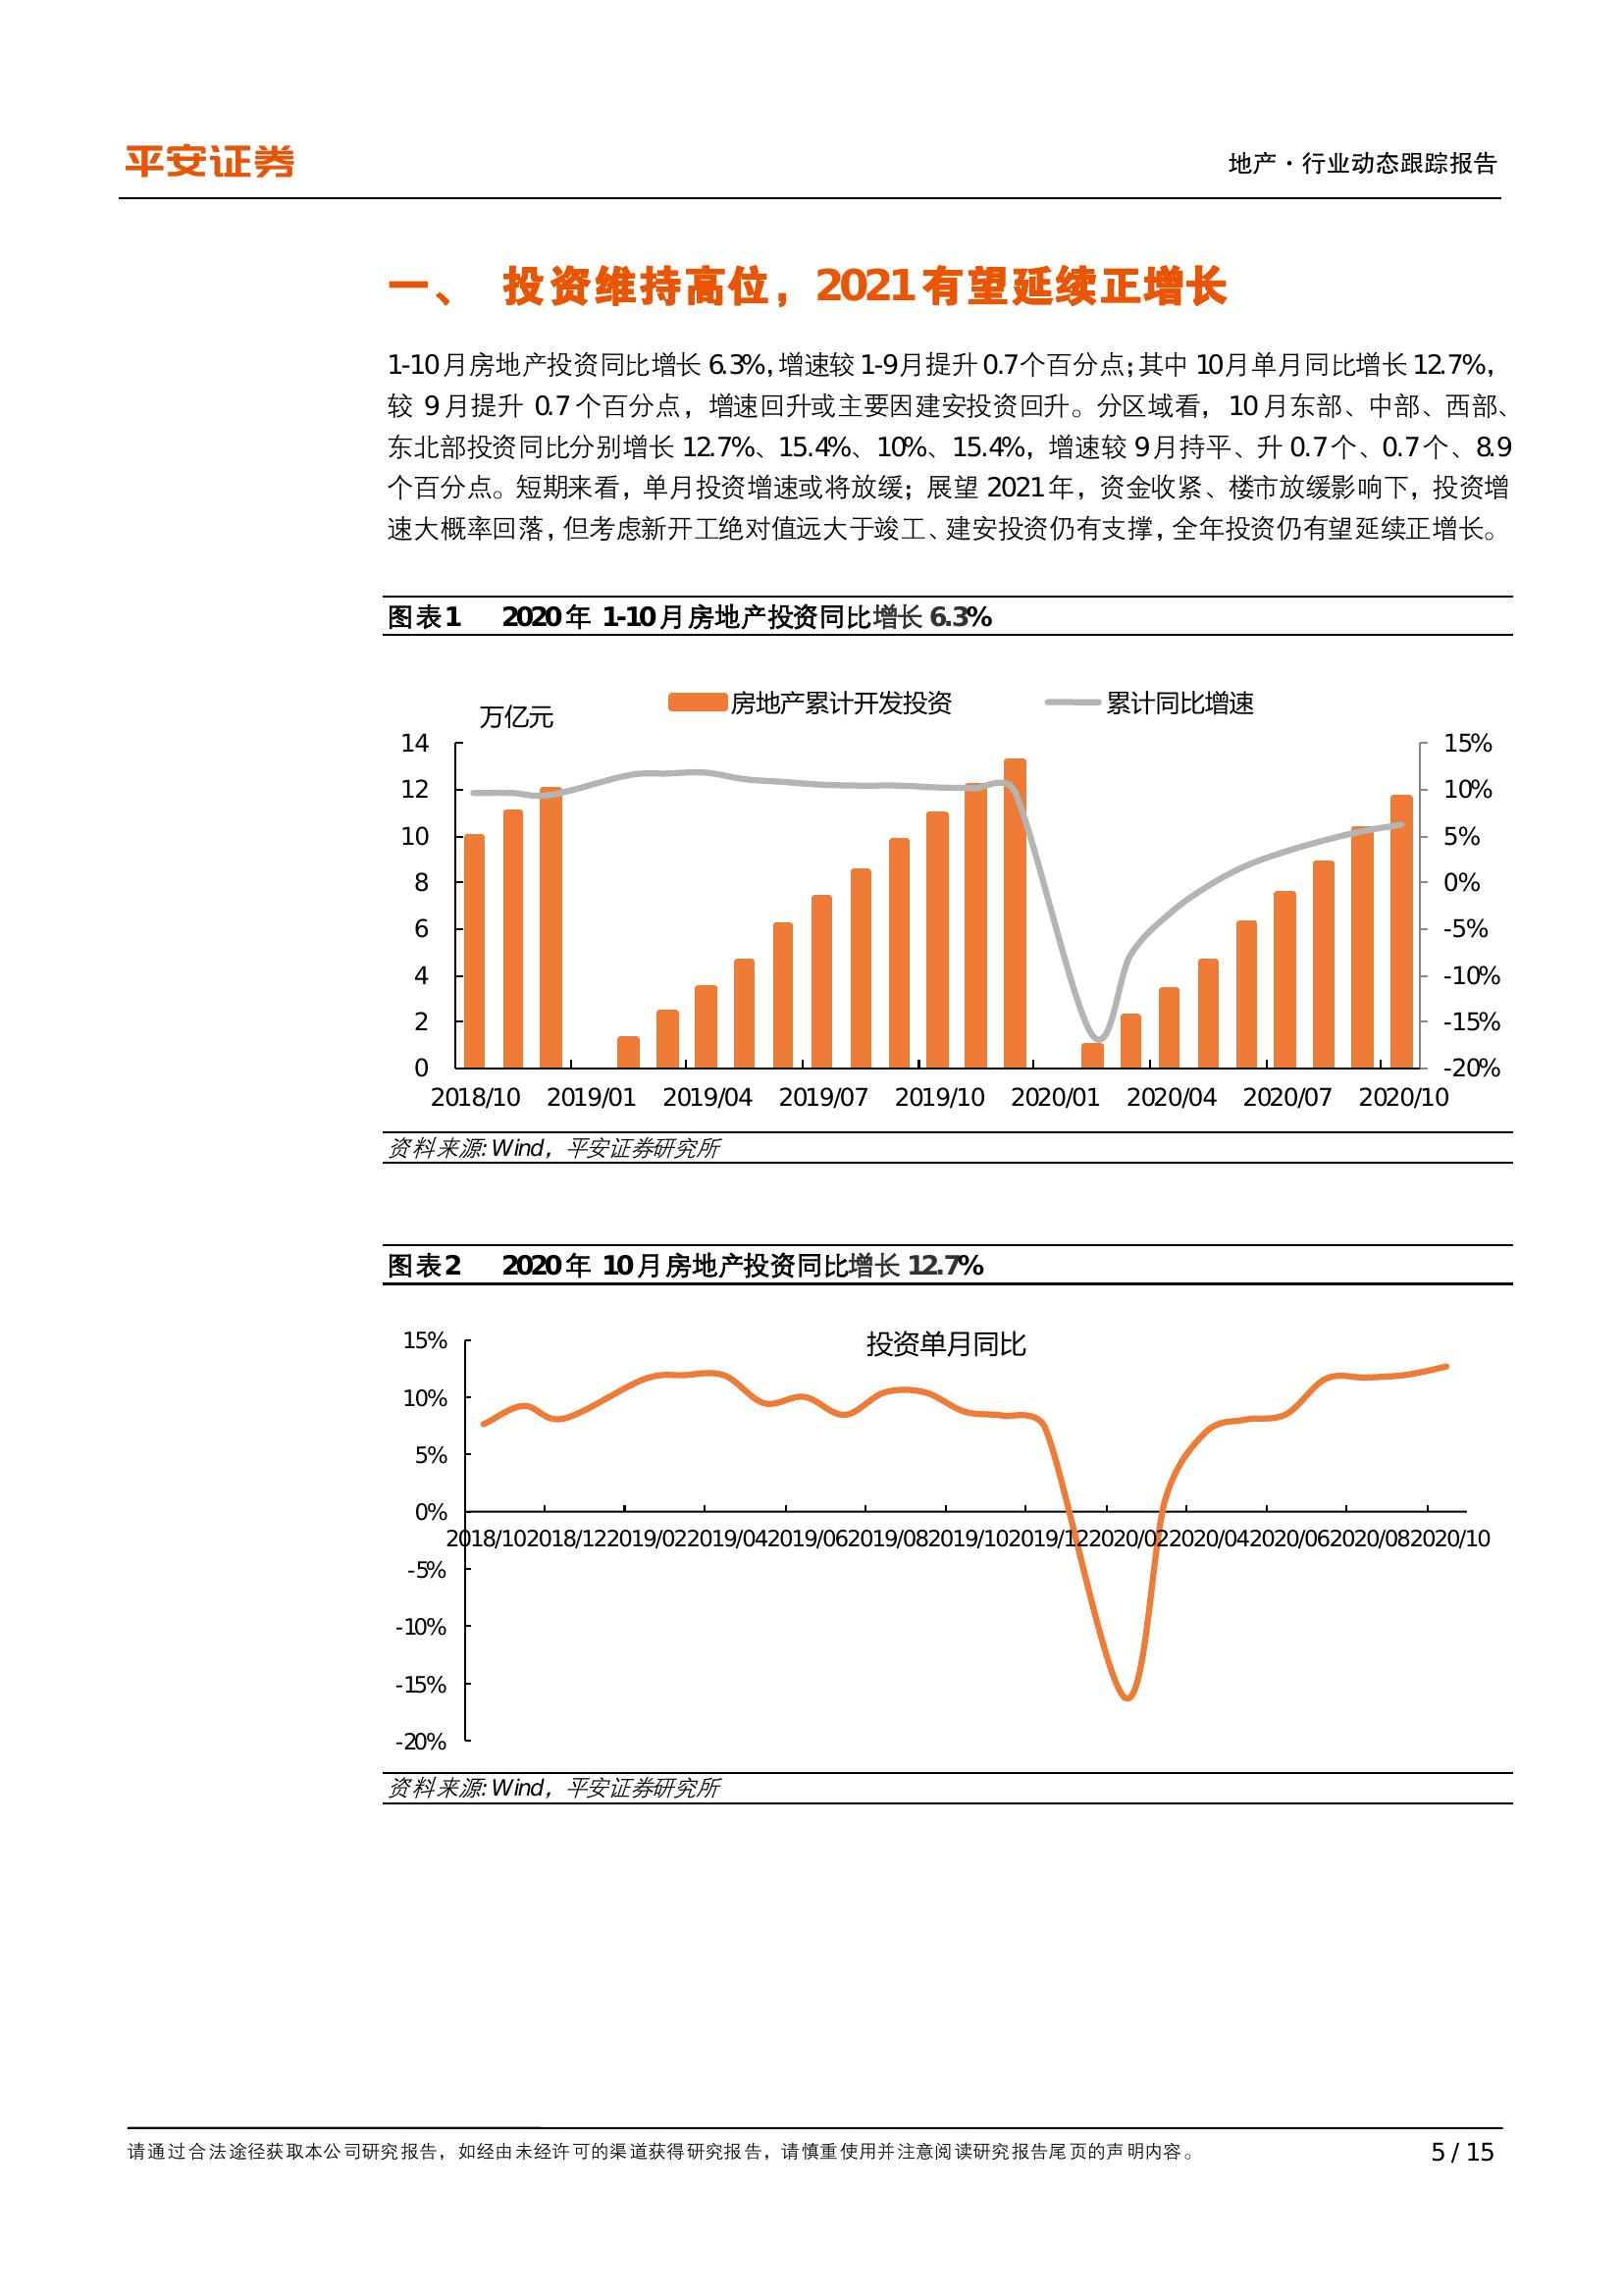 平安证券
地产·行业动态跟踪报告
一、 投资维持高位，2021有望延续正增长
1-10月房地产投资同比增长6.3%，增速较1-9月提升0.7个百分点；其中10月单月同比增长12.7%，
较9月提升0.7个百分点，增速回升或主要因建安投资回升。分区域看，10月东部、中部、西部、
东北部投资同比分别增长12.7%、15.4%、10%、15.4%，增速较9月持平、升0.7个、0.7个、8.9
个百分点。短期来看，单月投资增速或将放缓；展望2021年，资金收紧、楼市放缓影响下，投资增
速大概率回落，但考虑新开工绝对值远大于竣工、建安投资仍有支撑，全年投资仍有望延续正增长。
图表1 2020年1-10月房地产投资同比增长6.3%
万亿元
房地产累计开发投资
累计同比增速
14
12
10
8
6
4
2
0
15%
10%
5%
0%
-5%
-10%
-15%
-20%
2018/10 2019/01 2019/04 2019/07 2019/10 2020/01 2020/04 2020/07 2020/10
资料来源:Wind，平安证券研究所
图表2 2020年10月房地产投资同比增长12.7%
投资单月同比
15%
10%
5%
0%
-5%
-10%
-15%
-20%
2018/10 2018/12 2019/02 2019/04 2019/06 2019/08 2019/10 2019/12 2020/02 2020/04 2020/06 2020/08 2020/10
资料来源:Wind，平安证券研究所
请通过合法途径获取本公司研究报告，如经由未经许可的渠道获得研究报告，请慎重使用并注意阅读研究报告尾页的声明内容。
5 / 15